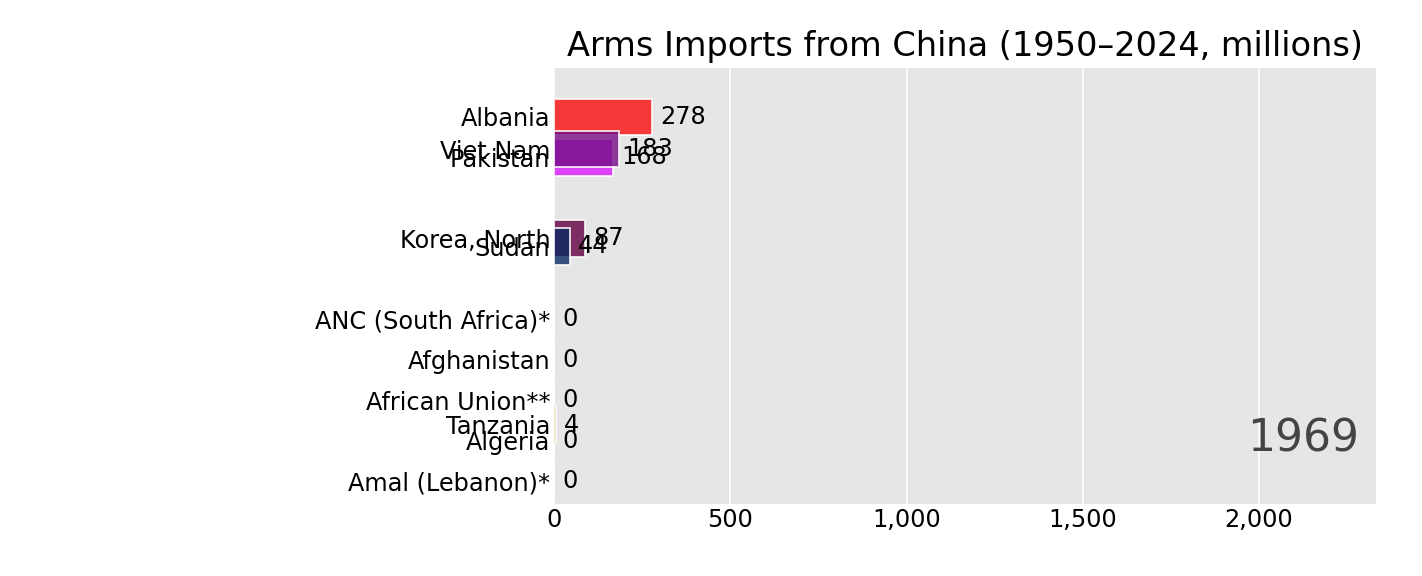 Arms Imports from China (1950–2024, millions)
Albania 278
Viet Nam 183
Pakistan 168
Korea, North 87
Sudan 44
ANC (South Africa)* 0
Afghanistan 0
African Union** 0
Tanzania 4
Algeria 0
1969
Amal (Lebanon)* 0
0 500 1,000 1,500 2,000